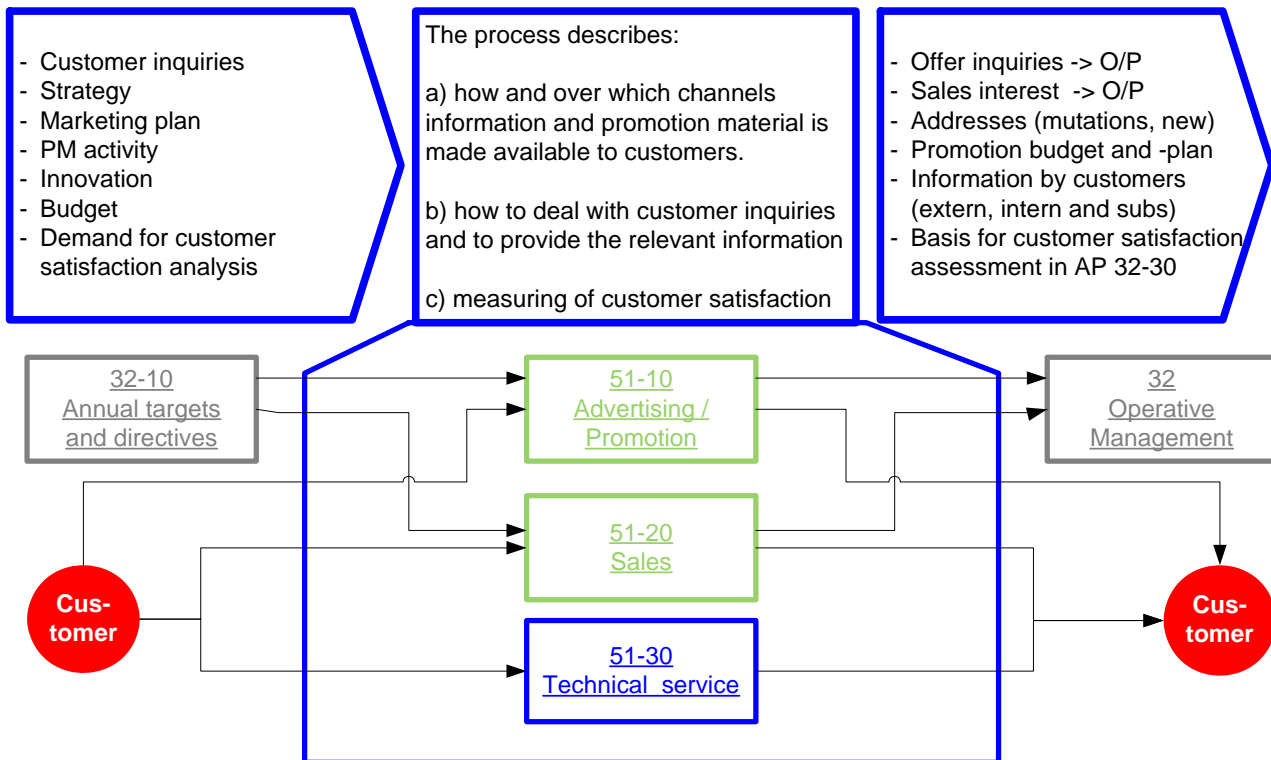 - Customer inquiries
- Strategy
- Marketing plan
- PM activity
- Innovation
- Budget
- Demand for customer
satisfaction analysis
The process describes:
a) how and over which channels
information and promotion material is
made available to customers.
b) how to deal with customer inquiries
and to provide the relevant information
c) measuring of customer satisfaction
- Offer inquiries -> O/P
- Sales interest -> O/P
- Addresses (mutations, new)
- Promotion budget and -plan
- Information by customers
(extern, intern and subs)
- Basis for customer satisfaction
assessment in AP 32-30
32-10
Annual targets
and directives
51-10
Advertising /
Promotion
32
Operative
Management
51-20
Sales
Cus-
tomer
51-30
Technical service
Cus-
tomer